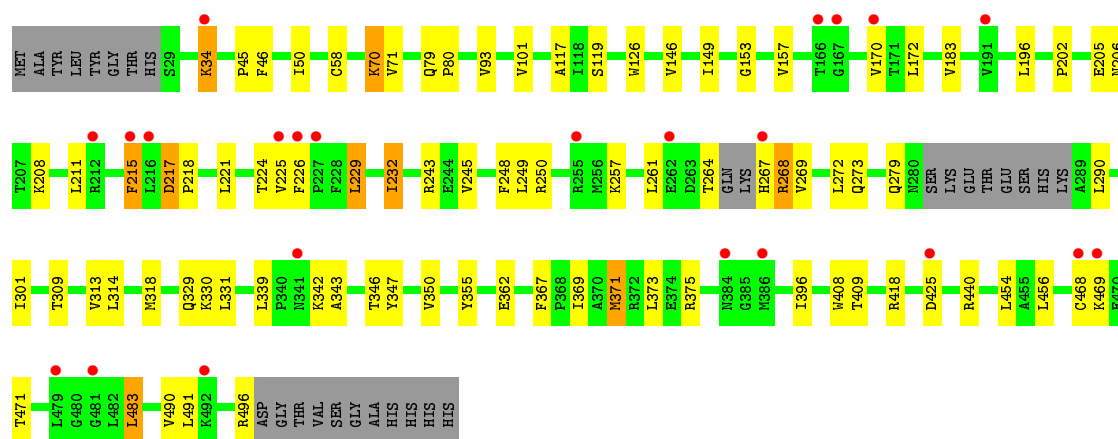 MET ALA TYR LEU TYR GLY THR HIS S29 K34 P45 F46 I50 C58 K70 V71 Q79 P80 V93 V101 A117 I118 S119 W126 V146 I149 G153 V157 T166 G167 V170 T171 L172 V183 V191 L196 P202 E205 N206
T207 K208 L211 R212 F215 L216 D217 P218 L221 T224 V225 F226 P227 F228 L229 I232 R243 E244 V245 F248 L249 R250 R255 M256 K257 L261 E262 D263 T264 GLN LYS H267 R268 V269 L272 Q273 Q279 N280 SER LYS GLU THR GLU SER HIS LYS A289 L290
I301 T309 V313 L314 M318 Q329 K330 L331 L339 P340 N341 K342 A343 T346 Y347 V350 Y355 E362 F367 P368 I369 A370 M371 R372 L373 E374 R375 N384 G385 M386 I396 W408 T409 R418 D425 R440 L454 A455 L456 C468 K469 E470
T471 L479 G480 G481 L482 L483 V490 L491 K492 R496 ASP GLY THR VAL SER GLY ALA HIS HIS HIS HIS